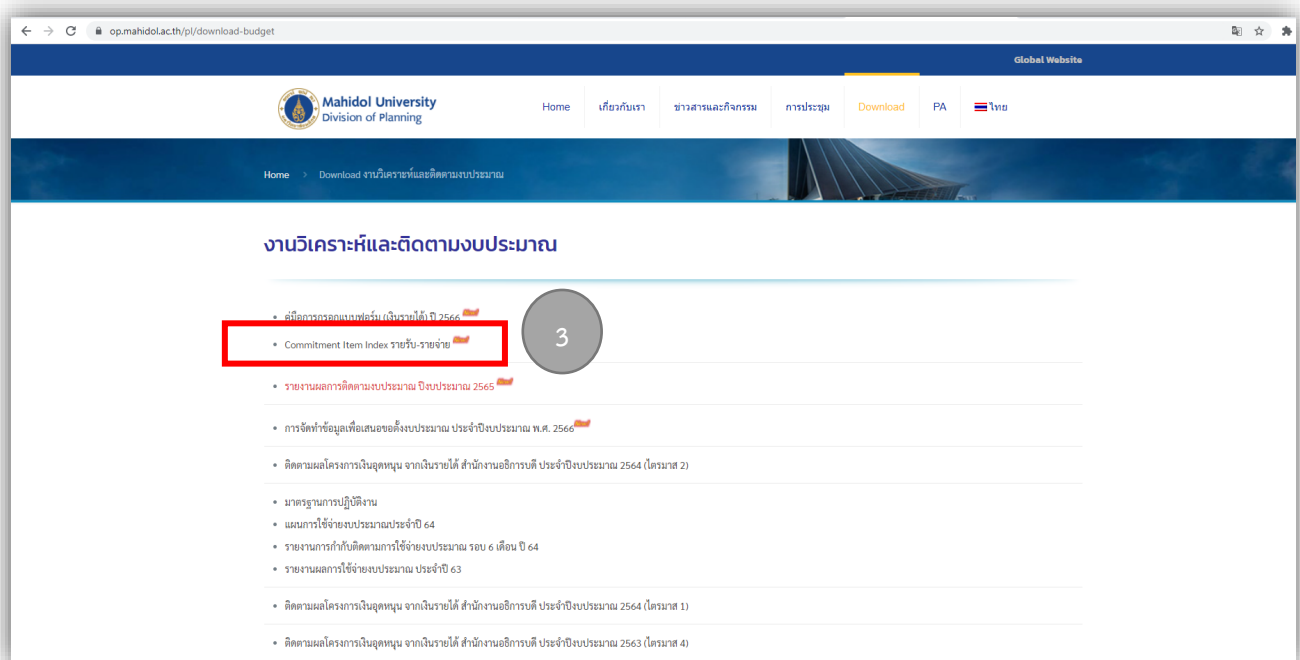 op.mahidol.ac.th/pl/download-budget
Global Website
Mahidol University
Division of Planning
Home
เกี่ยวกับเรา
ข่าวสารและกิจกรรม
การประชุม
Download
PA
ไทย
Home > Download งานวิเคราะห์และติดตามงบประมาณ
งานวิเคราะห์และติดตามงบประมาณ
คู่มือการกรอกแบบฟอร์ม (เงินรายได้) ปี 2566
Commitment Item Index รายรับ-รายจ่าย
3
รายงานผลการติดตามงบประมาณ ปีงบประมาณ 2565
การจัดทำข้อมูลเพื่อเสนอขอตั้งงบประมาณ ประจำปีงบประมาณ พ.ศ. 2566
ติดตามผลโครงการเงินอุดหนุน จากเงินรายได้ สำนักงานอธิการบดี ประจำปีงบประมาณ 2564 (ไตรมาส 2)
มาตรฐานการปฏิบัติงาน
แผนการใช้จ่ายงบประมาณประจำปี 64
รายงานการกำกับติดตามการใช้จ่ายงบประมาณ รอบ 6 เดือน ปี 64
รายงานผลการใช้จ่ายงบประมาณ ประจำปี 63
ติดตามผลโครงการเงินอุดหนุน จากเงินรายได้ สำนักงานอธิการบดี ประจำปีงบประมาณ 2564 (ไตรมาส 1)
ติดตามผลโครงการเงินอุดหนุน จากเงินรายได้ สำนักงานอธิการบดี ประจำปีงบประมาณ 2563 (ไตรมาส 4)